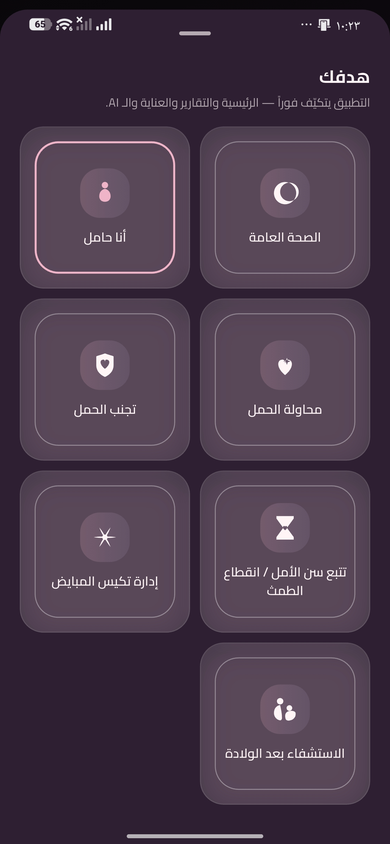 ١٠:٢٣
65
هدفك
التطبيق يتكيّف فوراً — الرئيسية والتقارير والعناية والـ AI.
الصحة العامة
أنا حامل
محاولة الحمل
تجنب الحمل
تتبع سن الأمل / انقطاع
الطمث
إدارة تكيس المبايض
الاستشفاء بعد الولادة